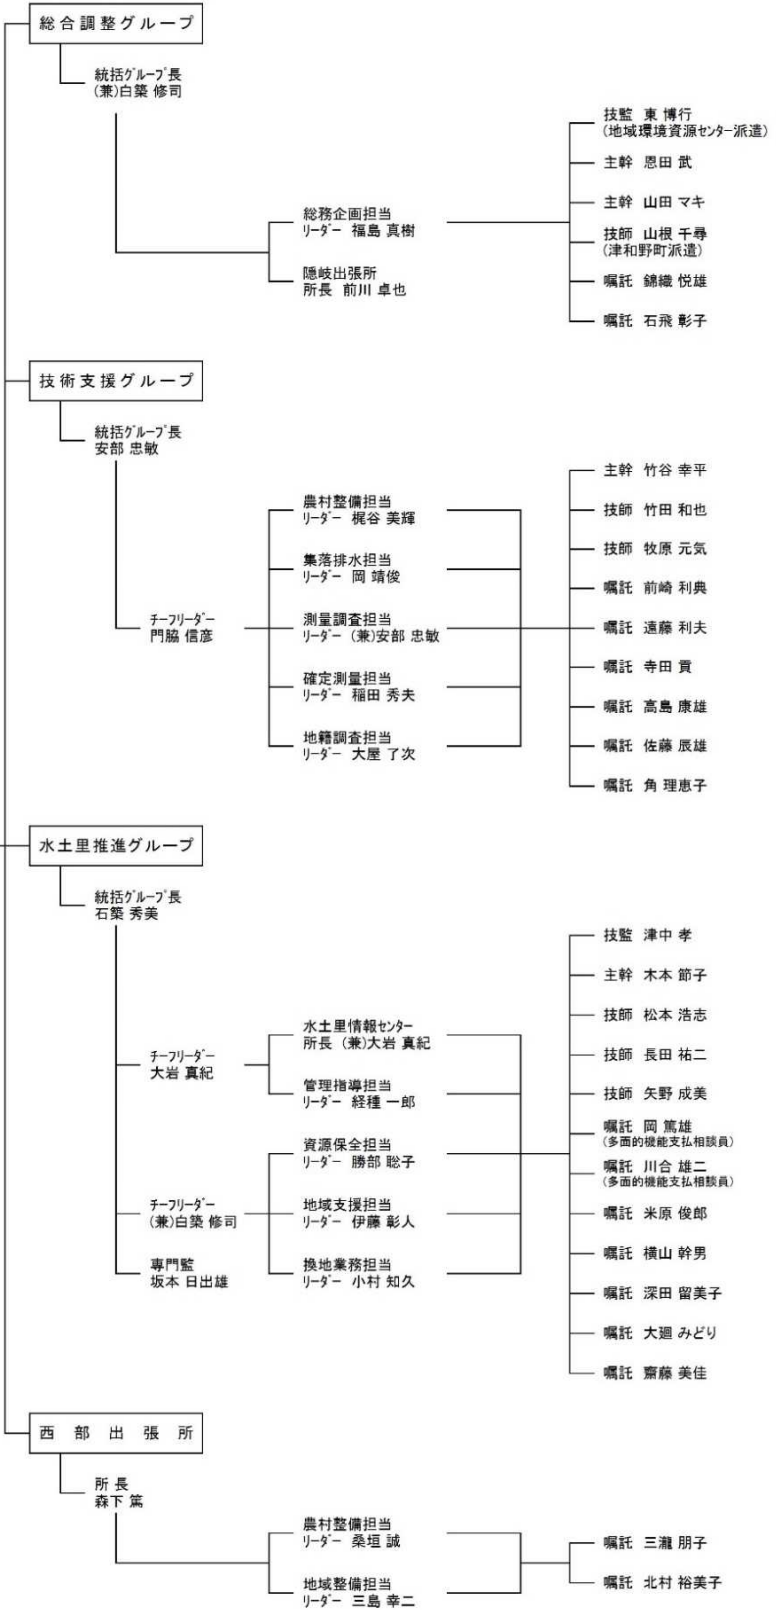 総合調整グループ
統括グループ長
(兼)白築 修司
総務企画担当
リーダー 福島 真樹
隠岐出張所
所長 前川 卓也
技監 東 博行
(地域環境資源センター派遣)
主幹 恩田 武
主幹 山田 マキ
技師 山根 千尋
(津和野町派遣)
嘱託 錦織 悦雄
嘱託 石飛 彰子
技術支援グループ
統括グループ長
安部 忠敏
チーフリーダー
門脇 信彦
農村整備担当
リーダー 梶谷 美輝
集落排水担当
リーダー 岡 靖俊
測量調査担当
リーダー (兼)安部 忠敏
確定測量担当
リーダー 稲田 秀夫
地籍調査担当
リーダー 大屋 了次
主幹 竹谷 幸平
技師 竹田 和也
技師 牧原 元気
嘱託 前崎 利典
嘱託 遠藤 利夫
嘱託 寺田 貢
嘱託 高島 康雄
嘱託 佐藤 辰雄
嘱託 角 理恵子
水土里推進グループ
統括グループ長
石築 秀美
チーフリーダー
大岩 真紀
水土里情報センター
所長 (兼)大岩 真紀
管理指導担当
リーダー 経種 一郎
チーフリーダー
(兼)白築 修司
専門監
坂本 日出雄
資源保全担当
リーダー 勝部 聡子
地域支援担当
リーダー 伊藤 彰人
換地業務担当
リーダー 小村 知久
技監 津中 孝
主幹 木本 節子
技師 松本 浩志
技師 長田 祐二
技師 矢野 成美
嘱託 岡 篤雄
(多面的機能支払相談員)
嘱託 川合 雄二
(多面的機能支払相談員)
嘱託 米原 俊郎
嘱託 横山 幹男
嘱託 深田 留美子
嘱託 大廻 みどり
嘱託 齋藤 美佳
西部出張所
所長
森下 篤
農村整備担当
リーダー 桑垣 誠
地域整備担当
リーダー 三島 幸二
嘱託 三瀧 朋子
嘱託 北村 裕美子